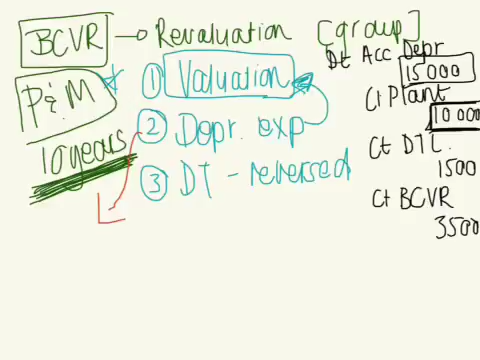 BCVR → Revaluation [group]
P&M
10 years
① Valuation
② Depr. exp
③ DT - reversed
Dt Acc Depr
15 000
Ct Plant
10 000
Ct DTL
1500
Ct BCVR
3500